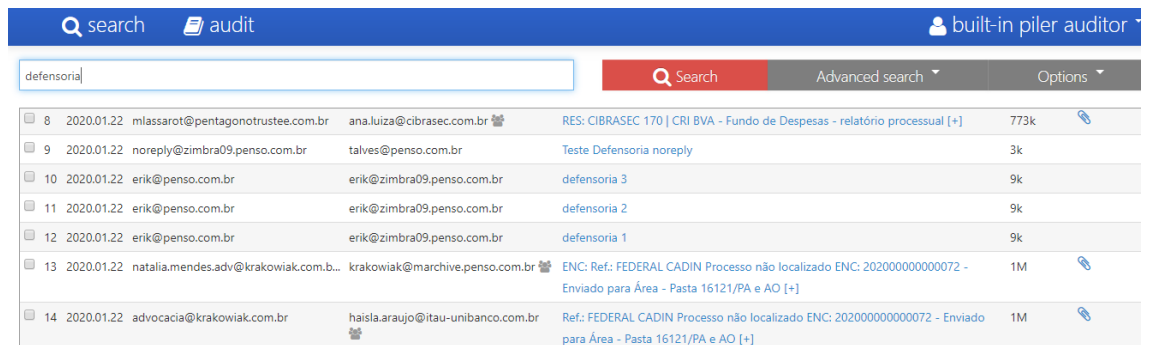 search audit built-in piler auditor
defensoria Search Advanced search Options
8 2020.01.22 mlassarot@pentagonotrustee.com.br ana.luiza@cibrasec.com.br RES: CIBRASEC 170 | CRI BVA - Fundo de Despesas - relatório processual [+] 773k
9 2020.01.22 noreply@zimbra09.penso.com.br talves@penso.com.br Teste Defensoria noreply 3k
10 2020.01.22 erik@penso.com.br erik@zimbra09.penso.com.br defensoria 3 9k
11 2020.01.22 erik@penso.com.br erik@zimbra09.penso.com.br defensoria 2 9k
12 2020.01.22 erik@penso.com.br erik@zimbra09.penso.com.br defensoria 1 9k
13 2020.01.22 natalia.mendes.adv@krakowiak.com.b... krakowiak@marchive.penso.com.br ENC: Ref.: FEDERAL CADIN Processo não localizado ENC: 202000000000072 - 1M
Enviado para Área - Pasta 16121/PA e AO [+]
14 2020.01.22 advocacia@krakowiak.com.br haisla.araujo@itau-unibanco.com.br Ref.: FEDERAL CADIN Processo não localizado ENC: 202000000000072 - Enviado 1M
para Área - Pasta 16121/PA e AO [+]